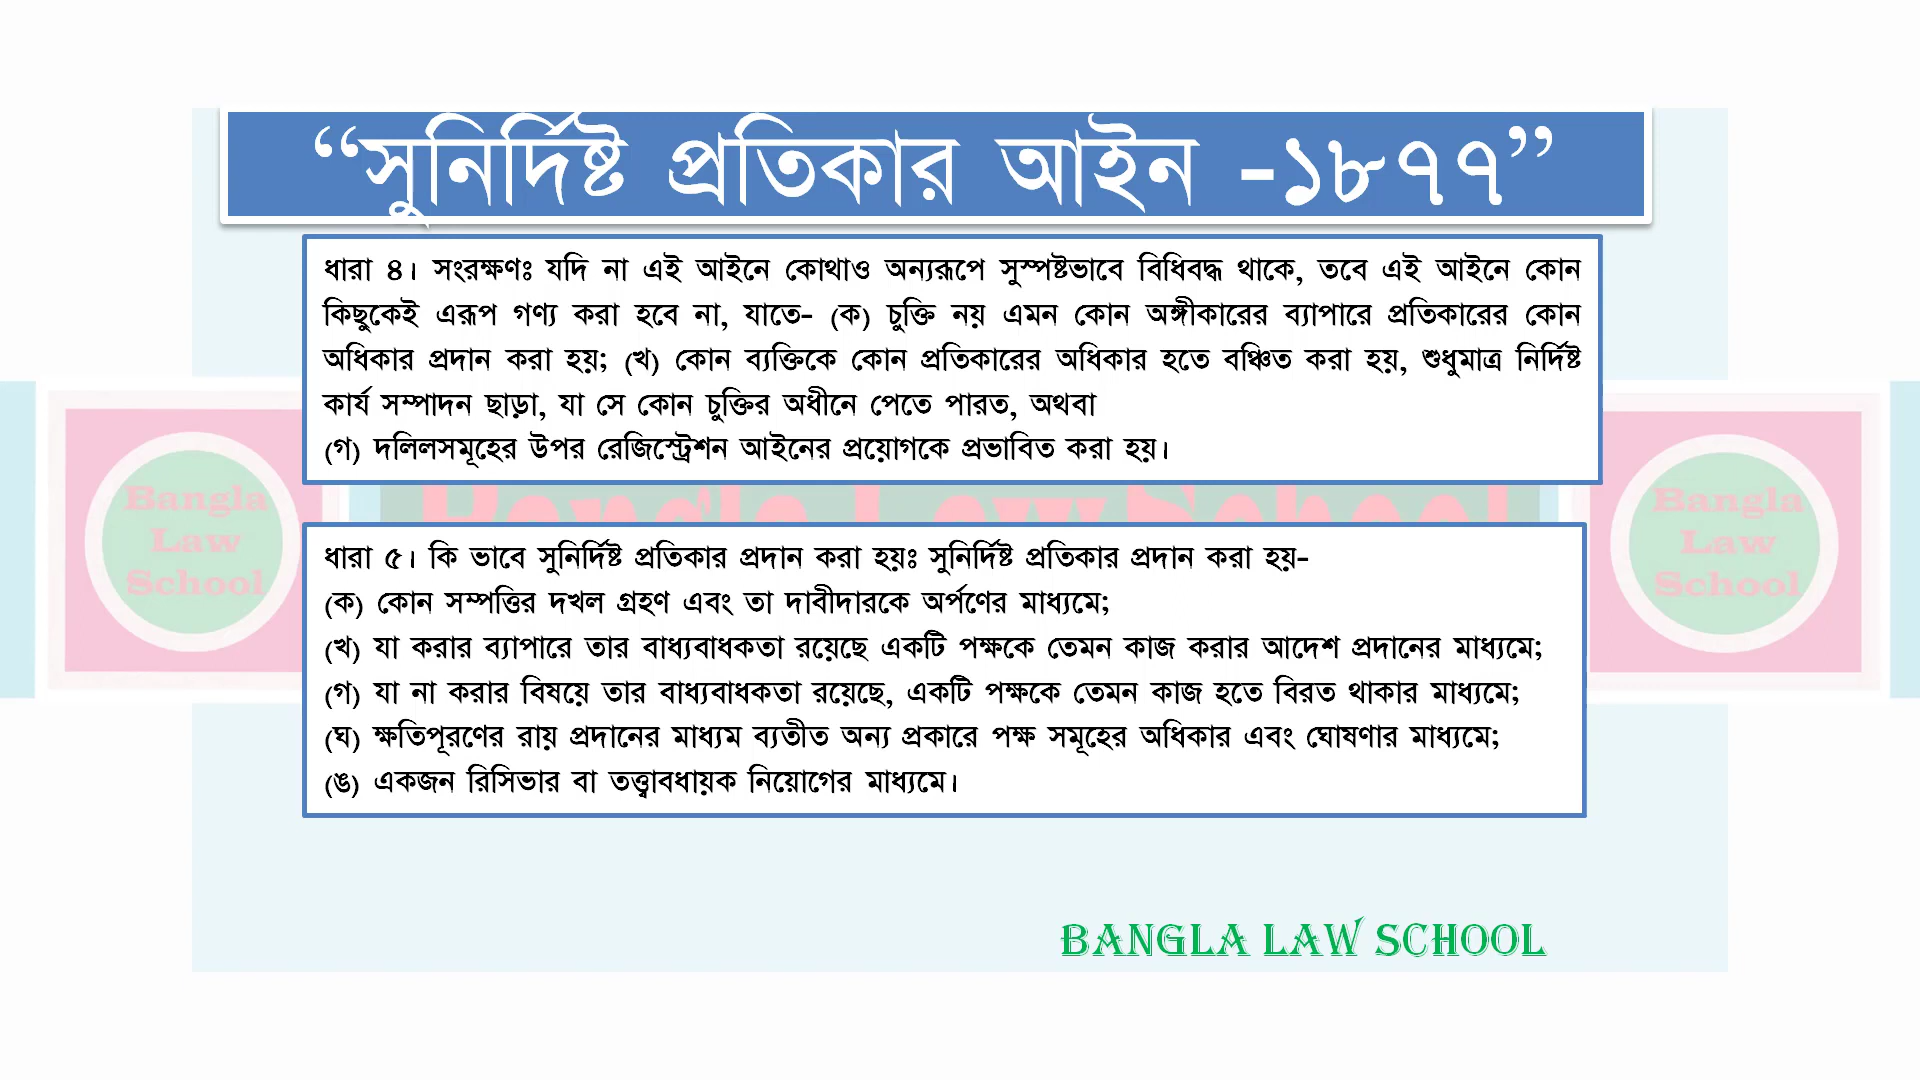 “সুনির্দিষ্ট প্রতিকার আইন -১৮৭৭”
ধারা ৪। সংরক্ষণঃ যদি না এই আইনে কোথাও অন্যরূপে সুস্পষ্টভাবে বিধিবদ্ধ থাকে, তবে এই আইনে কোন
কিছুকেই এরূপ গণ্য করা হবে না, যাতে- (ক) চুক্তি নয় এমন কোন অঙ্গীকারের ব্যাপারে প্রতিকারের কোন
অধিকার প্রদান করা হয়; (খ) কোন ব্যক্তিকে কোন প্রতিকারের অধিকার হতে বঞ্চিত করা হয়, শুধুমাত্র নির্দিষ্ট
কার্য সম্পাদন ছাড়া, যা সে কোন চুক্তির অধীনে পেতে পারত, অথবা
(গ) দলিলসমূহের উপর রেজিস্ট্রেশন আইনের প্রয়োগকে প্রভাবিত করা হয়।
Bangla Law School
ধারা ৫। কি ভাবে সুনির্দিষ্ট প্রতিকার প্রদান করা হয়ঃ সুনির্দিষ্ট প্রতিকার প্রদান করা হয়-
(ক) কোন সম্পত্তির দখল গ্রহণ এবং তা দাবীদারকে অর্পণের মাধ্যমে;
(খ) যা করার ব্যাপারে তার বাধ্যবাধকতা রয়েছে একটি পক্ষকে তেমন কাজ করার আদেশ প্রদানের মাধ্যমে;
(গ) যা না করার বিষয়ে তার বাধ্যবাধকতা রয়েছে, একটি পক্ষকে তেমন কাজ হতে বিরত থাকার মাধ্যমে;
(ঘ) ক্ষতিপূরণের রায় প্রদানের মাধ্যম ব্যতীত অন্য প্রকারে পক্ষ সমূহের অধিকার এবং ঘোষণার মাধ্যমে;
(ঙ) একজন রিসিভার বা তত্ত্বাবধায়ক নিয়োগের মাধ্যমে।
Bangla
Law
School
Bangla
Law
School
BANGLA LAW SCHOOL